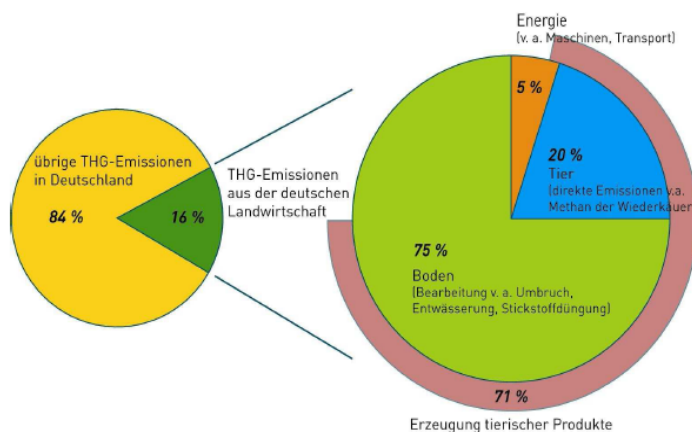 Energie
(v. a. Maschinen, Transport)
5 %
20 %
Tier
(direkte Emissionen v.a.
Methan der Wiederkäuer
übrige THG-Emissionen
in Deutschland
84 %
16 %
THG-Emissionen
aus der deutschen
Landwirtschaft
75 %
Boden
(Bearbeitung v. a. Umbruch,
Entwässerung, Stickstoffdüngung)
71 %
Erzeugung tierischer Produkte